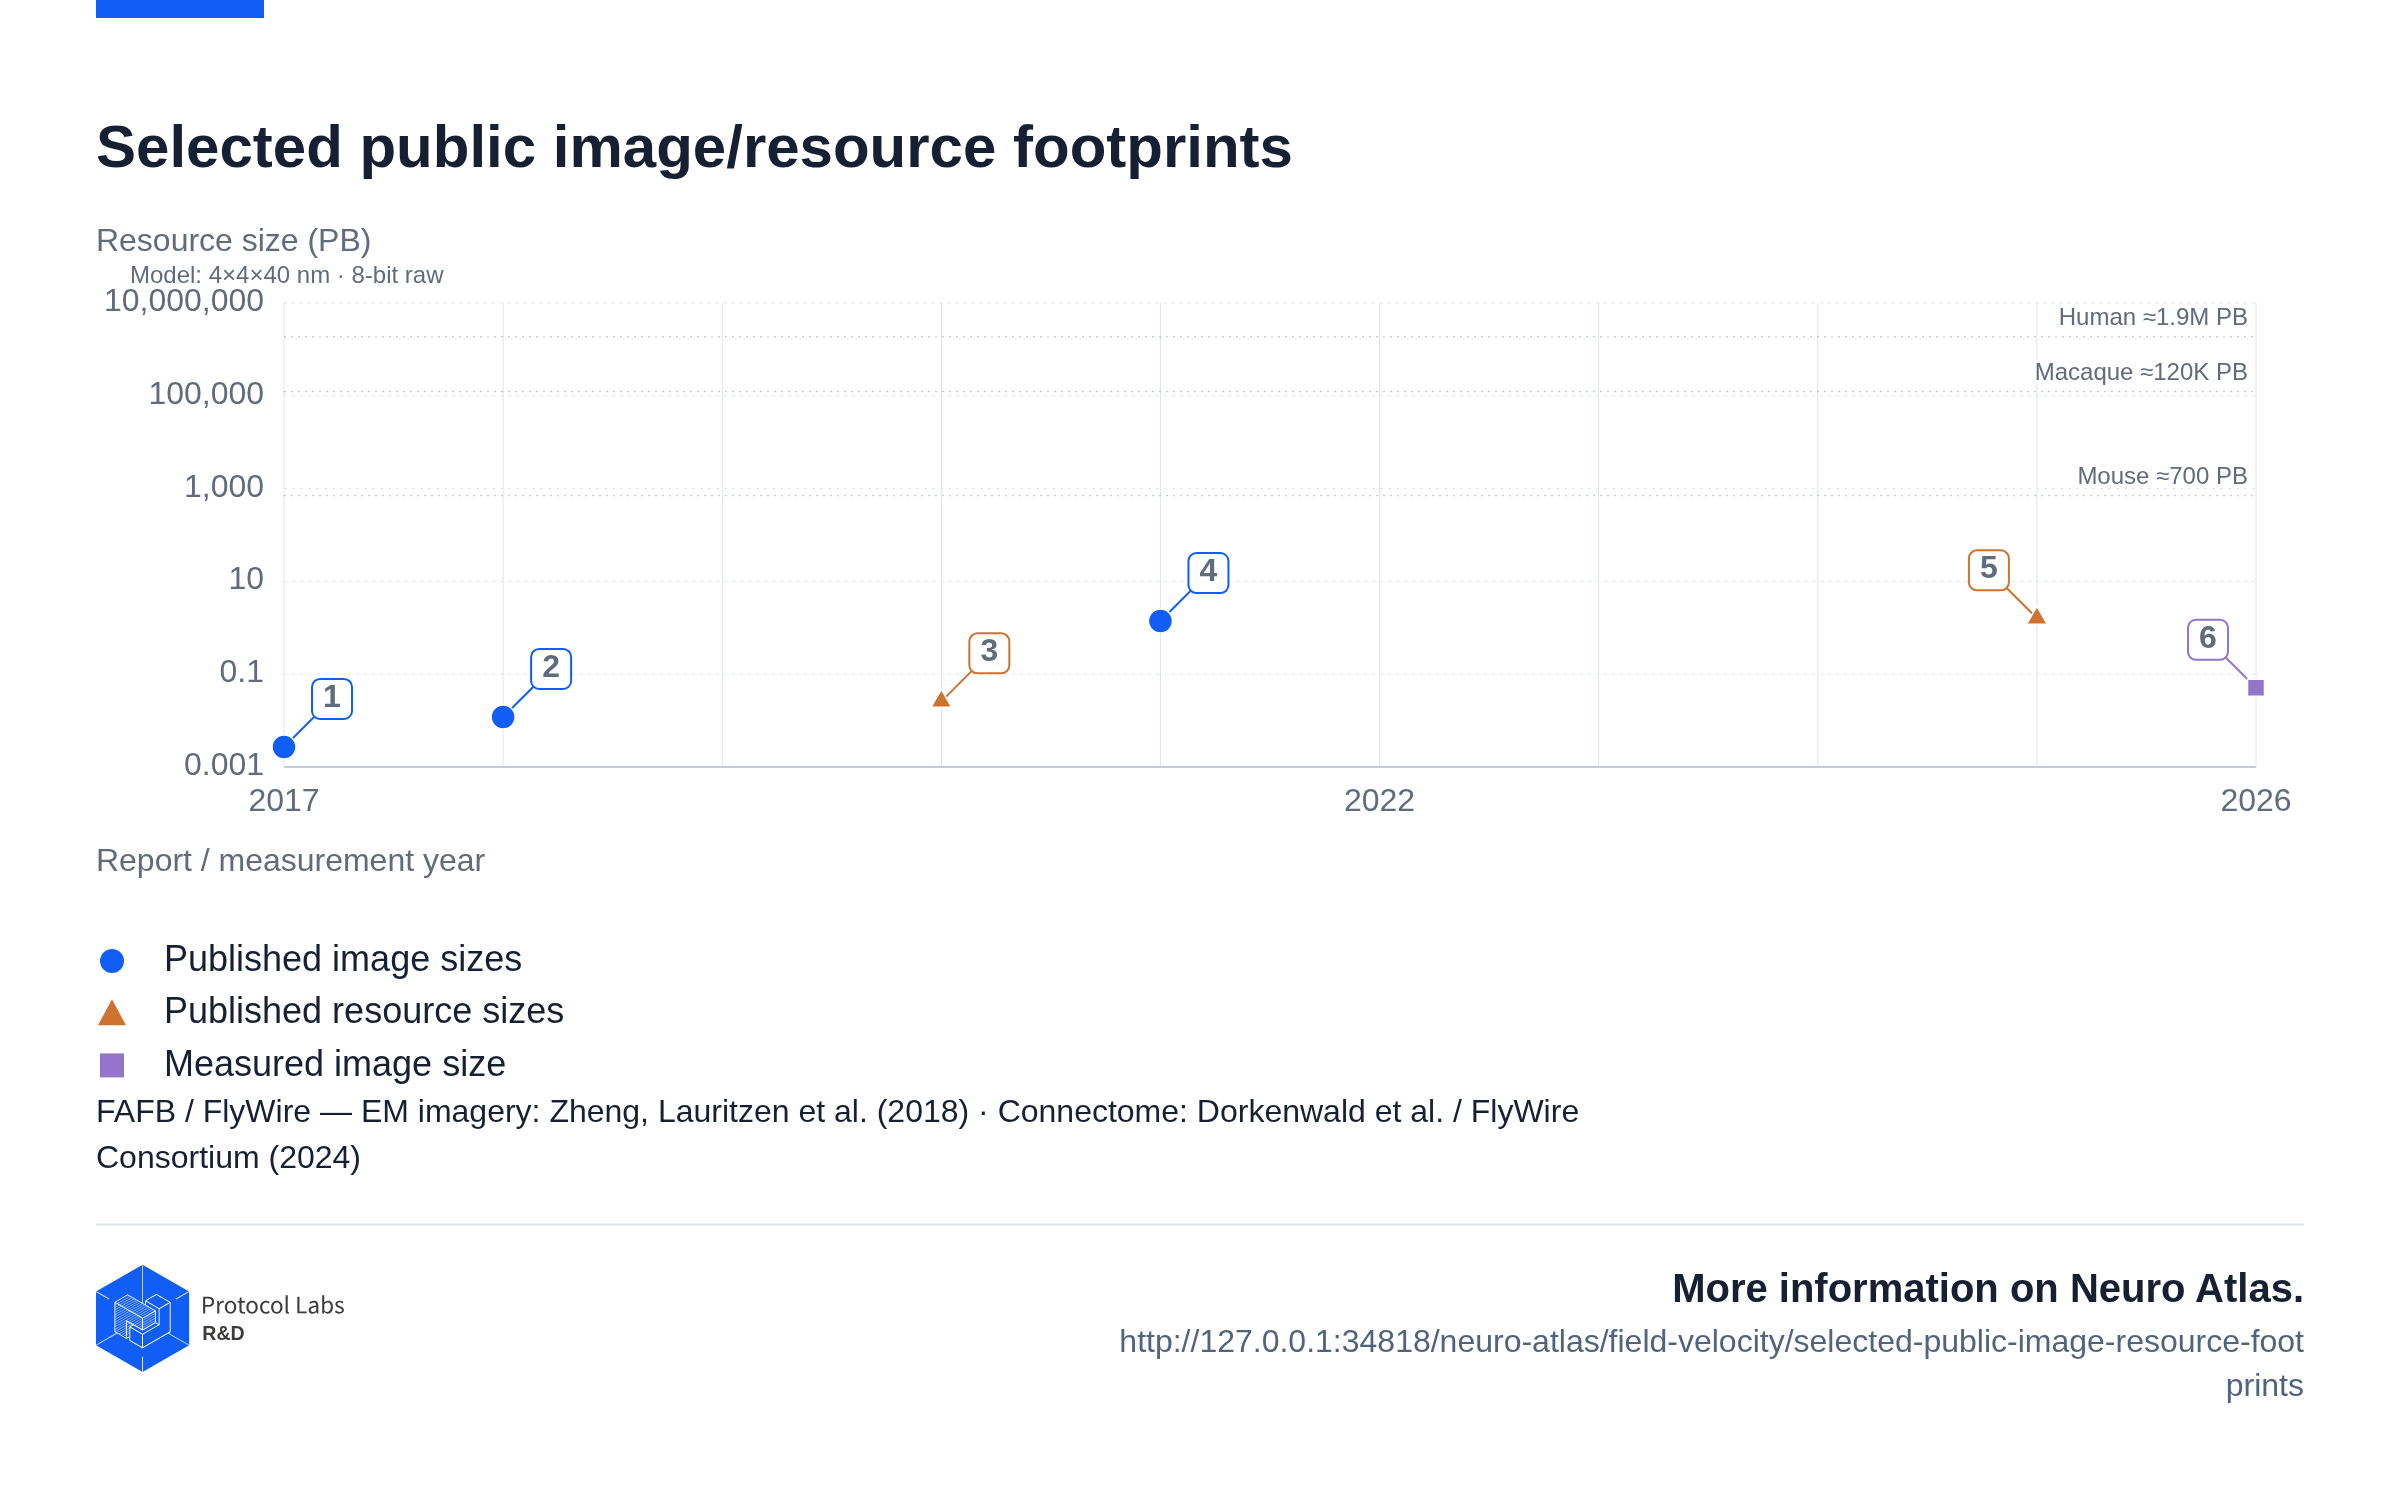 Selected public image/resource footprints
Resource size (PB)
Model: 4×4×40 nm · 8-bit raw
10,000,000
Human ≈1.9M PB
Macaque ≈120K PB
100,000
Mouse ≈700 PB
1,000
10
4
5
0.1
1
2
3
6
0.001
2017
2022
2026
Report / measurement year
Published image sizes
Published resource sizes
Measured image size
FAFB / FlyWire — EM imagery: Zheng, Lauritzen et al. (2018) · Connectome: Dorkenwald et al. / FlyWire
Consortium (2024)
Protocol Labs
R&D
More information on Neuro Atlas.
http://127.0.0.1:34818/neuro-atlas/field-velocity/selected-public-image-resource-foot
prints